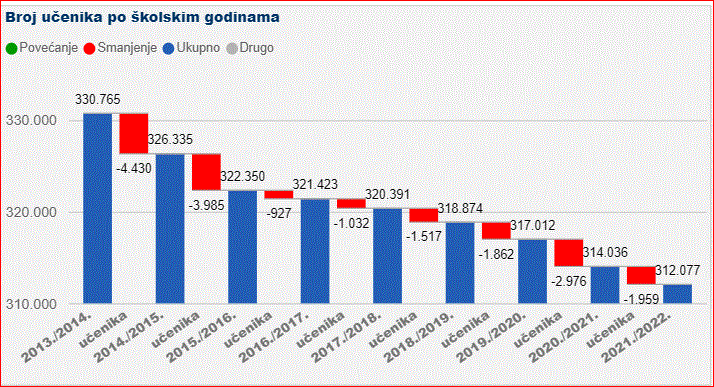 Broj učenika po školskim godinama
Povećanje Smanjenje Ukupno Drugo
330.765
330.000
-4.430
326.335
-3.985
322.350
-927
321.423
-1.032
320.391
-1.517
318.874
-1.862
317.012
-2.976
314.036
-1.959
312.077
320.000
310.000
2013./2014.
učenika
2014./2015.
učenika
2015./2016.
učenika
2016./2017.
učenika
2017./2018.
učenika
2018./2019.
učenika
2019./2020.
učenika
2020./2021.
učenika
2021./2022.